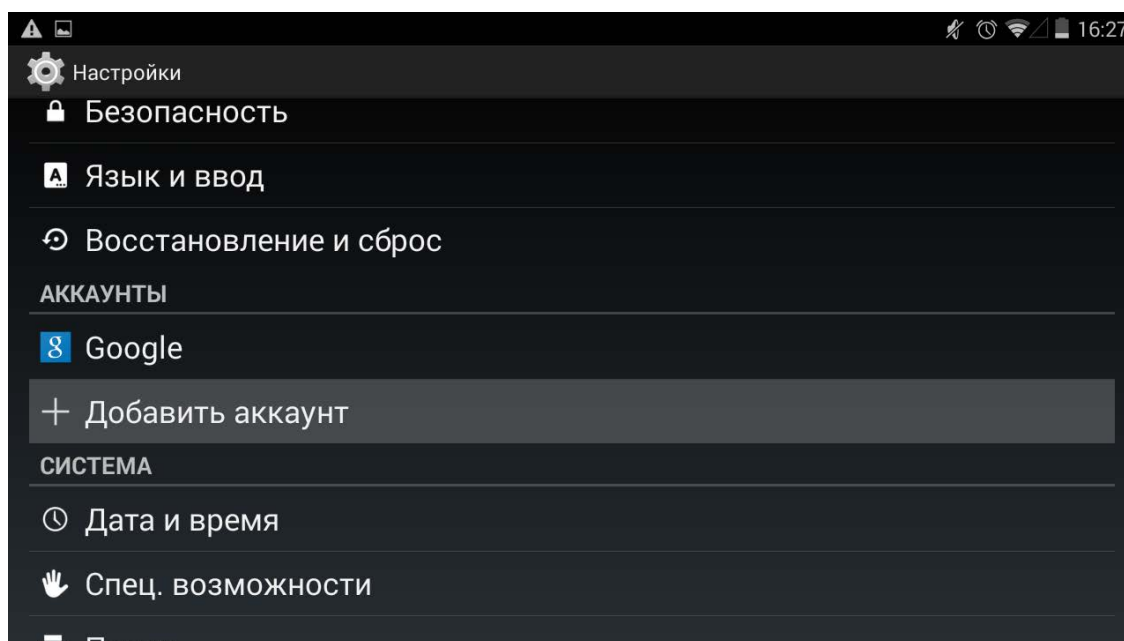 16:27
Настройки
Безопасность
Язык и ввод
Восстановление и сброс
АККАУНТЫ
Google
Добавить аккаунт
СИСТЕМА
Дата и время
Спец. возможности